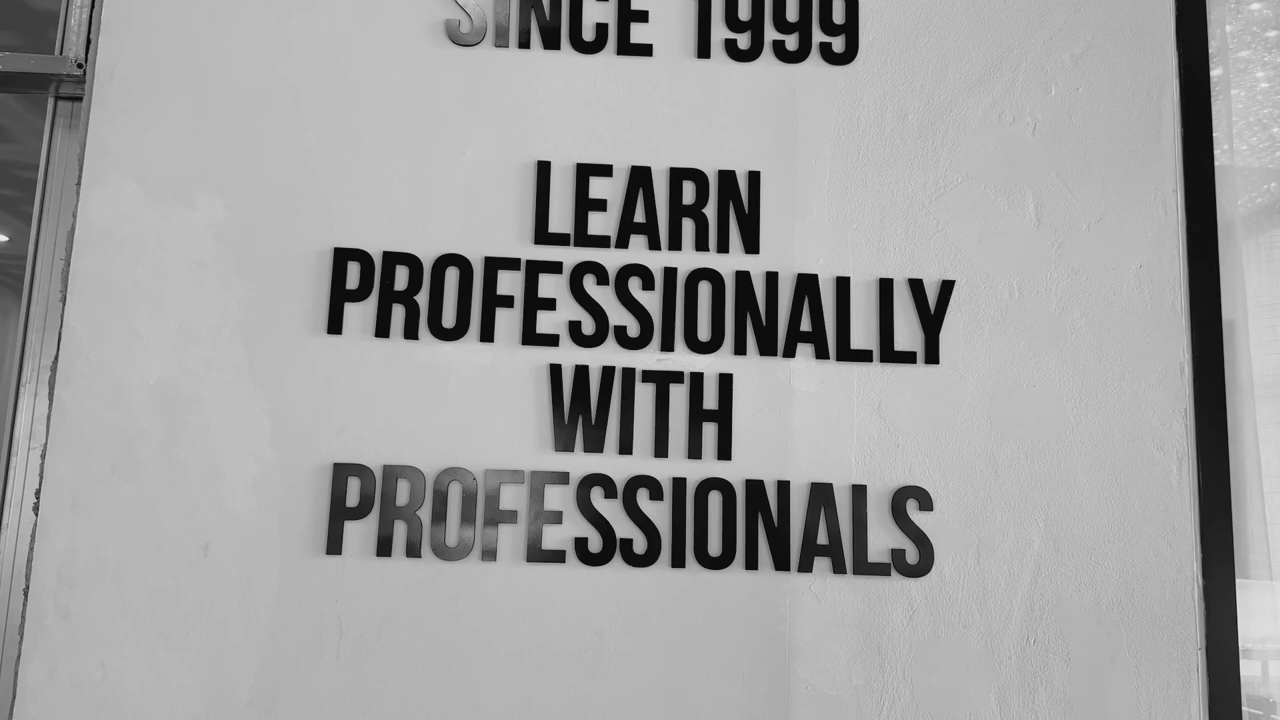 SINCE 1999
LEARN
PROFESSIONALLY
WITH
PROFESSIONALS